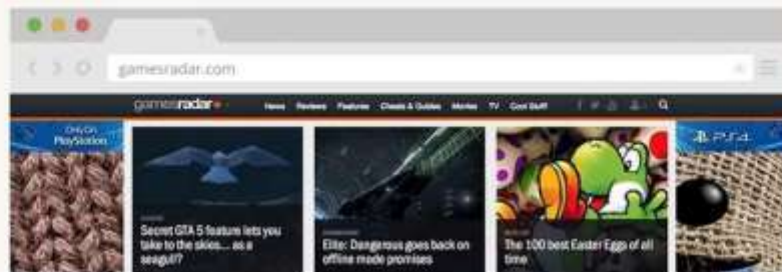 gamesradar.com
gamesradar
News Reviews Features Cheats & Guides Movies TV Cool Stuff
ONLY ON
PlayStation
PS4
Secret GTA 5 feature lets you
take to the skies... as a
seagull?
Elite: Dangerous goes back on
offline mode promises
The 100 best Easter Eggs of all
time